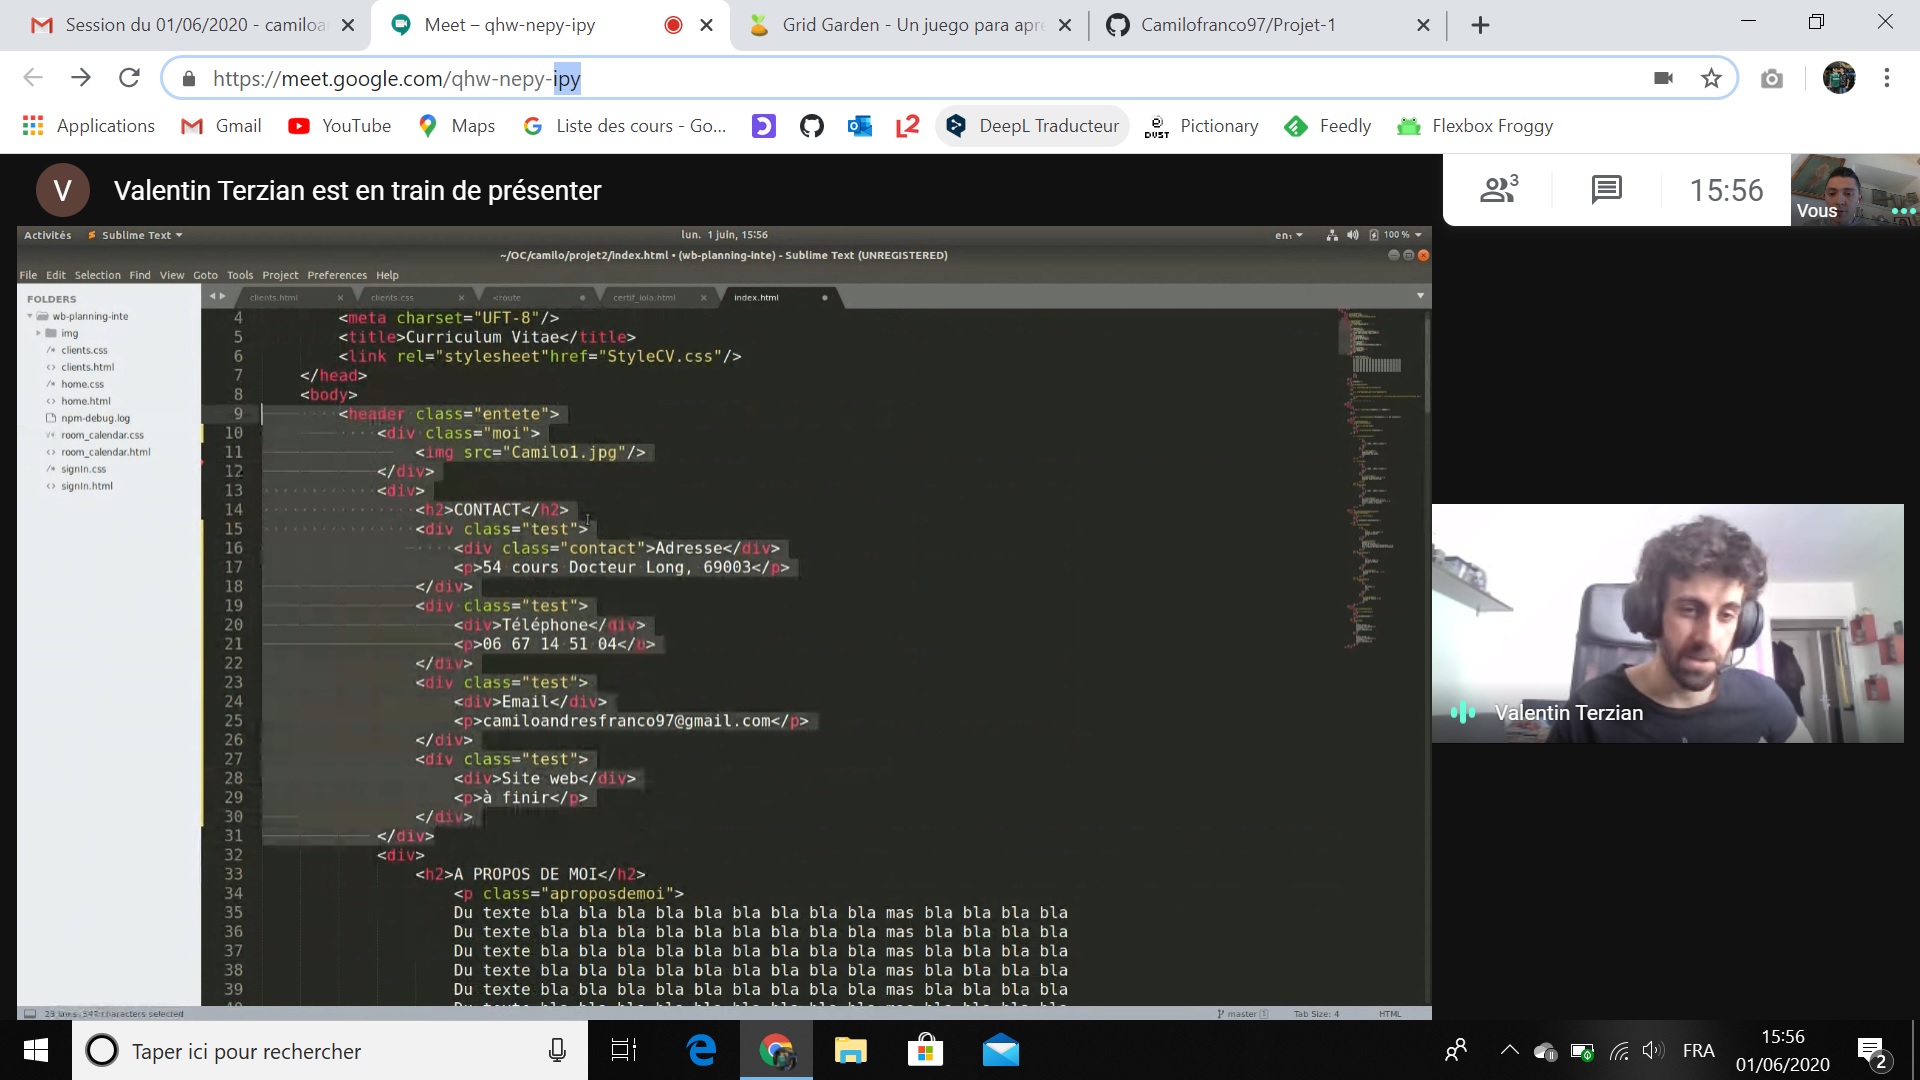 Session du 01/06/2020 - camiloa
Meet – qhw-nepy-ipy
Grid Garden - Un juego para apre
Camilofranco97/Projet-1
https://meet.google.com/qhw-nepy-ipy
Applications
Gmail
YouTube
Maps
Liste des cours - Go...
DeepL Traducteur
Pictionary
Feedly
Flexbox Froggy
V
Valentin Terzian est en train de présenter
3
15:56
Vous
Activités
Sublime Text
lun. 1 juin, 15:56
en₁
100 %
~/OC/camilo/projet2/index.html • (wb-planning-inte) - Sublime Text (UNREGISTERED)
File Edit Selection Find View Goto Tools Project Preferences Help
FOLDERS
wb-planning-inte
img
clients.css
clients.html
home.css
home.html
npm-debug.log
room_calendar.css
room_calendar.html
signin.css
signin.html
clients.html
clients.css
<route
certif_lola.html
index.html
4 <meta charset="UFT-8"/>
5 <title>Curriculum Vitae</title>
6 <link rel="stylesheet"href="StyleCV.css"/>
7 </head>
8 <body>
9 <header class="entete">
10 <div class="moi">
11 <img src="Camilo1.jpg"/>
12 </div>
13 <div>
14 <h2>CONTACT</h2>
15 <div class="test">
16 <div class="contact">Adresse</div>
17 <p>54 cours Docteur Long, 69003</p>
18 </div>
19 <div class="test">
20 <div>Téléphone</div>
21 <p>06 67 14 51 04</p>
22 </div>
23 <div class="test">
24 <div>Email</div>
25 <p>camiloandresfranco97@gmail.com</p>
26 </div>
27 <div class="test">
28 <div>Site web</div>
29 <p>à finir</p>
30 </div>
31 </div>
32 <div>
33 <h2>A PROPOS DE MOI</h2>
34 <p class="aproposdemoi">
35 Du texte bla bla bla bla bla bla bla bla bla mas bla bla bla bla
36 Du texte bla bla bla bla bla bla bla bla bla mas bla bla bla bla
37 Du texte bla bla bla bla bla bla bla bla bla mas bla bla bla bla
38 Du texte bla bla bla bla bla bla bla bla bla mas bla bla bla bla
39 Du texte bla bla bla bla bla bla bla bla bla mas bla bla bla bla
characters selected
master 1
Tab Size: 4
HTML
Valentin Terzian
Taper ici pour rechercher
FRA
15:56
01/06/2020
2